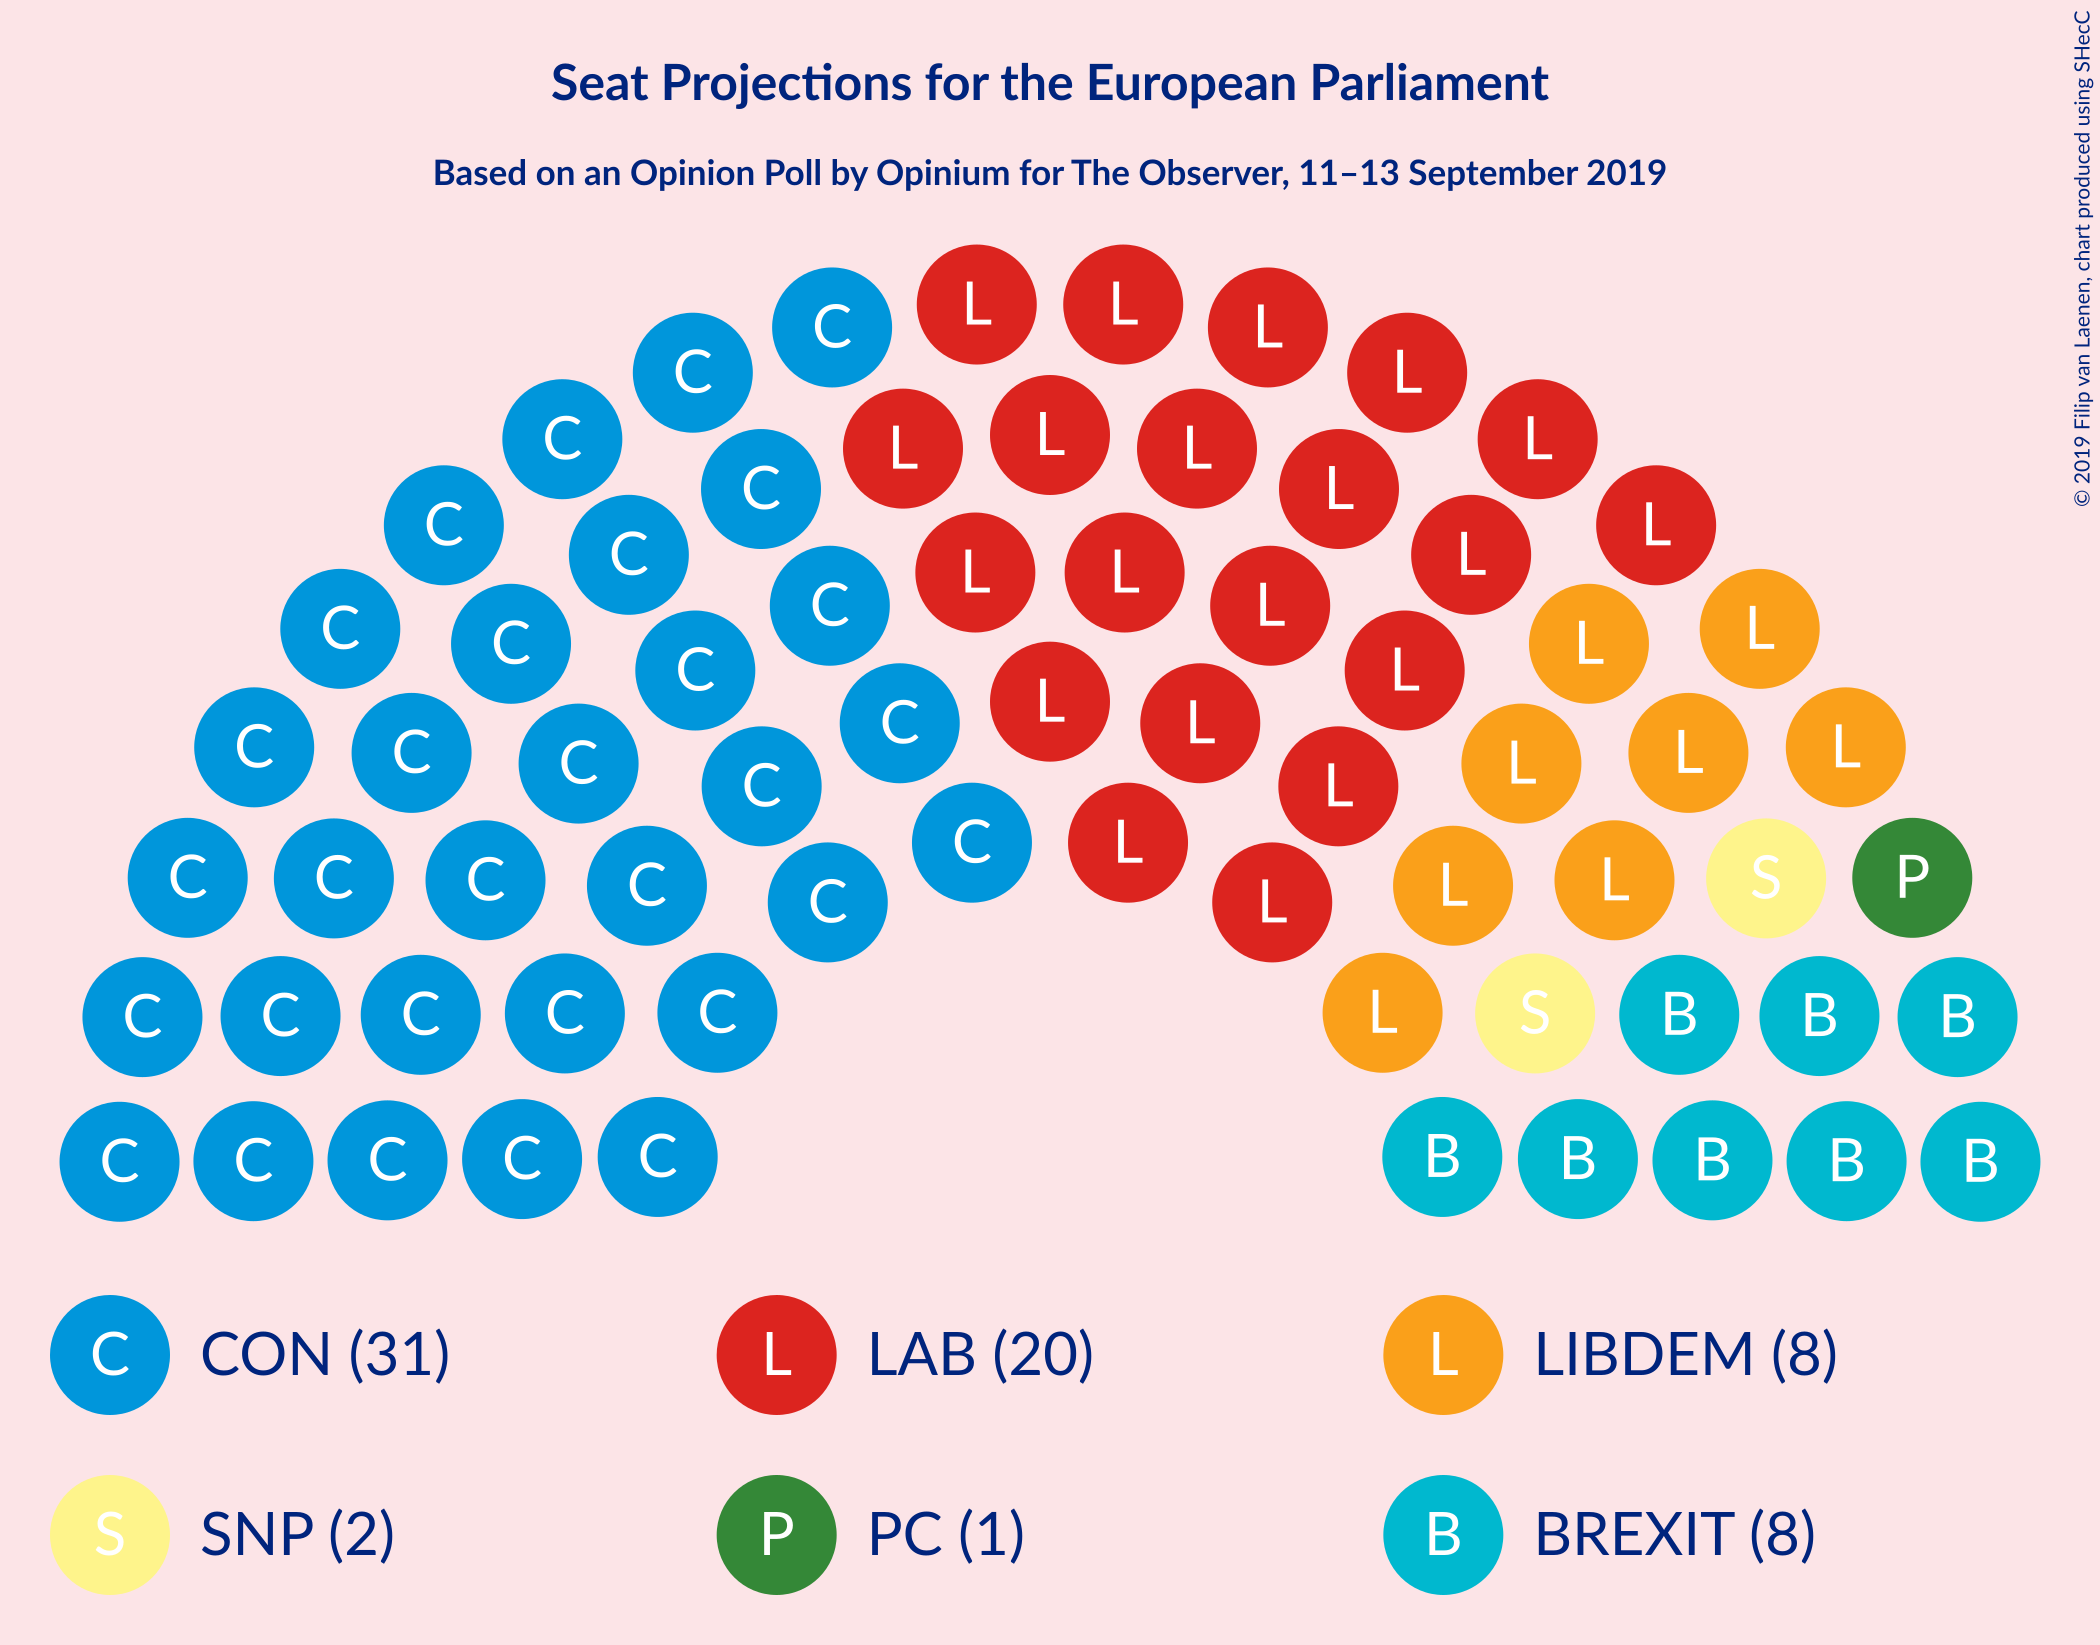 Seat Projections for the European Parliament
Based on an Opinion Poll by Opinium for The Observer, 11–13 September 2019
© 2019 Filip van Laenen, chart produced using SHecC
L L
C L
C L
L
C L L L
C L
C L
C L
C L
L L
C L
C C L L
C C L L
L
C L L
C C C L L L
C L
C L
C C C C L L S P
C L
C C C C C L S B B B
C C C C C B B B B B
C CON (31) L LAB (20) L LIBDEM (8)
S SNP (2) P PC (1) B BREXIT (8)